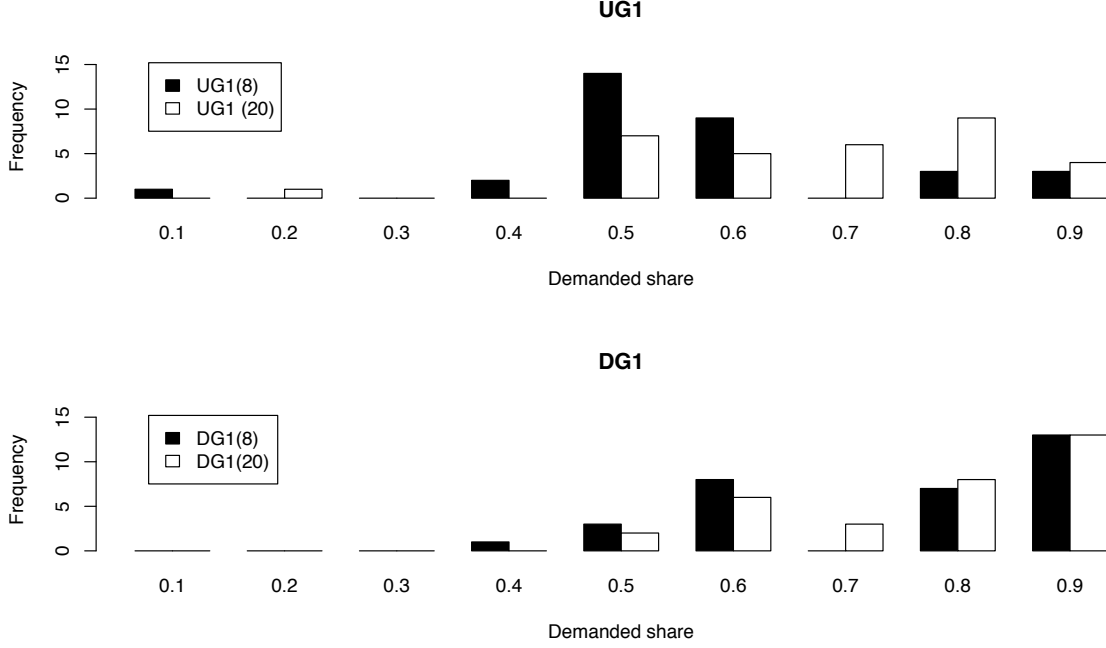 UG1
Frequency
15
10
5
0
UG1(8)
UG1 (20)
0.1 0.2 0.3 0.4 0.5 0.6 0.7 0.8 0.9
Demanded share
DG1
Frequency
15
10
5
0
DG1(8)
DG1(20)
0.1 0.2 0.3 0.4 0.5 0.6 0.7 0.8 0.9
Demanded share